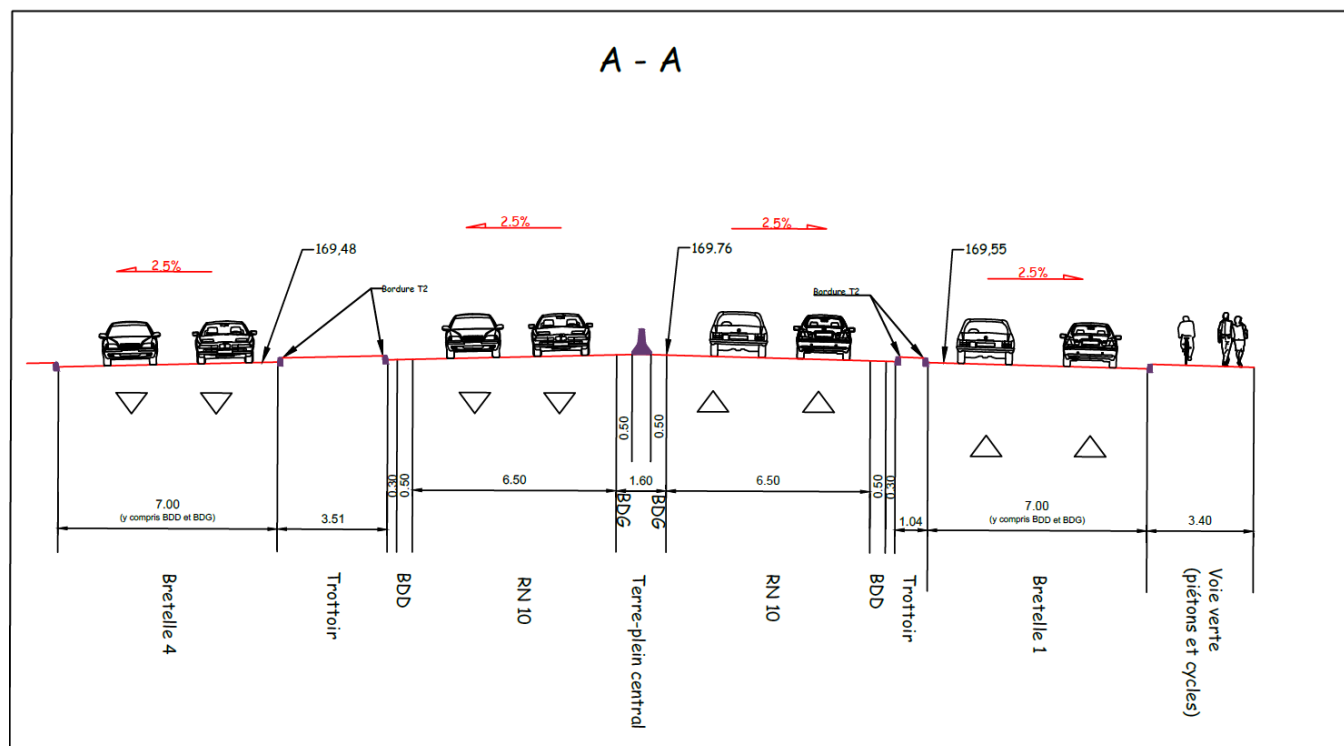 A - A
2.5%
2.5%
169,48
169.76
169,55
2.5%
2.5%
Bordure T2
Bordure T2
0.50
0.50
0.30
0.50
6.50
1.60
6.50
0.50
0.30
BDG
BDG
7.00
(y compris BDD et BDG)
3.51
1.04
7.00
(y compris BDD et BDG)
3.40
Bretelle 4
Trottoir
BDD
RN 10
Terre-plein central
RN 10
BDD
Trottoir
Bretelle 1
Voie verte
(piétons et cycles)